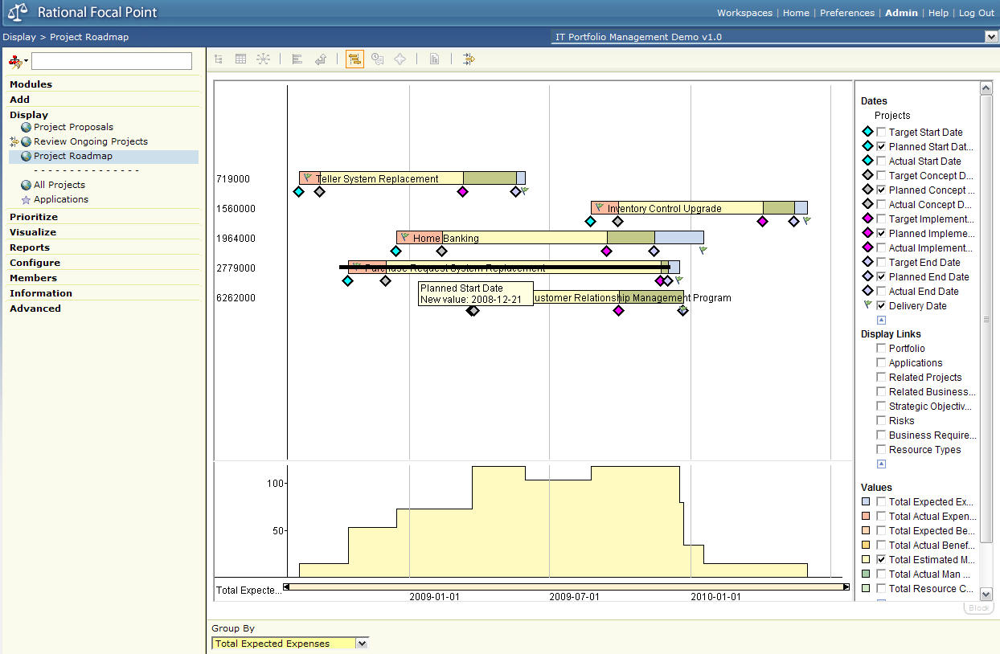 Rational Focal Point
Workspaces | Home | Preferences | Admin | Help | Log Out
Display > Project Roadmap
IT Portfolio Management Demo v1.0
Modules
Add
Display
Project Proposals
Review Ongoing Projects
Project Roadmap
- - - - - - - - - - - - - - -
All Projects
Applications
Prioritize
Visualize
Reports
Configure
Members
Information
Advanced
719000
Teller System Replacement
1560000
Inventory Control Upgrade
1964000
Home Banking
2779000
Purchase Request System Replacement
6262000
ustomer Relationship Management Program
Planned Start Date
New value: 2008-12-21
100
50
Total Expecte...
2009-01-01
2009-07-01
2010-01-01
Dates
Projects
Target Start Date
Planned Start Dat...
Actual Start Date
Target Concept D...
Planned Concept ...
Actual Concept D...
Target Implement...
Planned Impleme...
Actual Implement...
Target End Date
Planned End Date
Actual End Date
Delivery Date
Display Links
Portfolio
Applications
Related Projects
Related Business...
Strategic Objectiv...
Risks
Business Require...
Resource Types
Values
Total Expected Ex...
Total Actual Expen...
Total Expected Be...
Total Actual Benef...
Total Estimated M...
Total Actual Man ...
Total Resource C...
Block
Group By
Total Expected Expenses